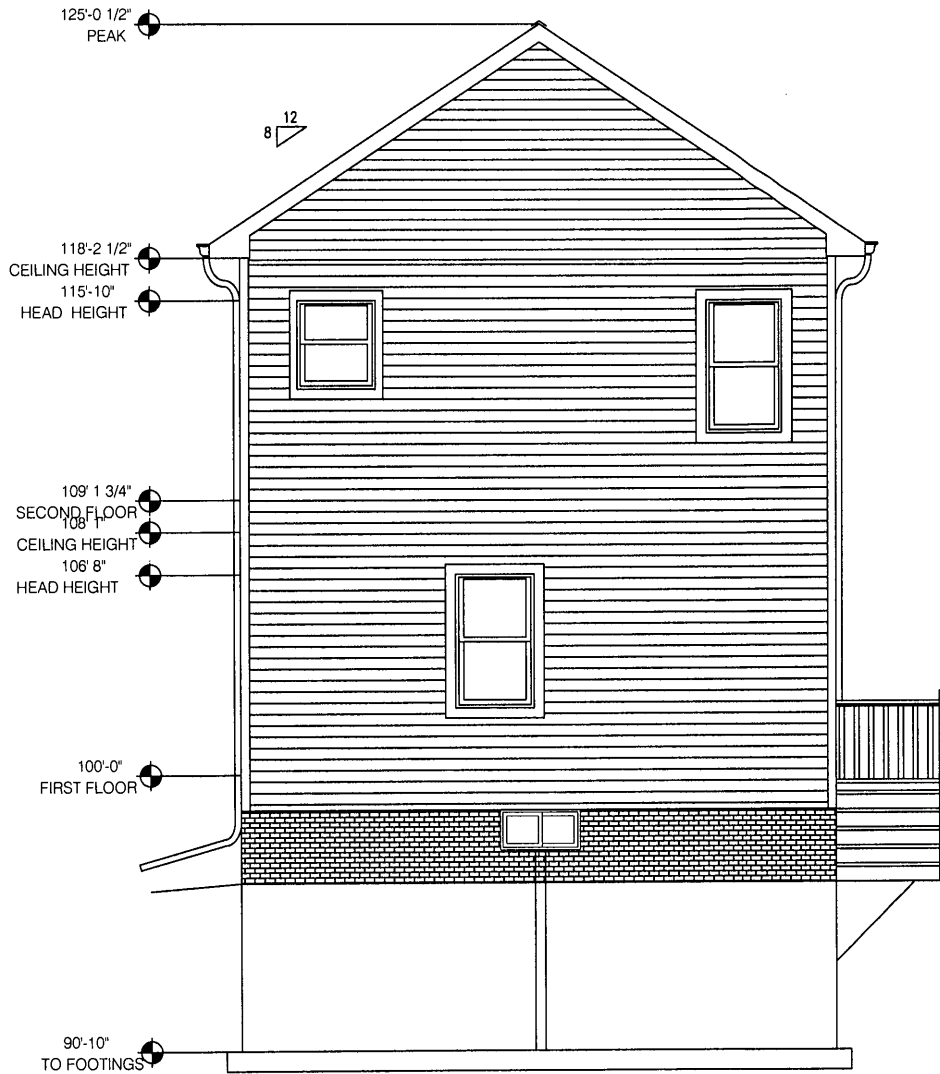 125'-0 1/2"
PEAK
12
8
118'-2 1/2"
CEILING HEIGHT
115'-10"
HEAD HEIGHT
109' 1 3/4"
SECOND FLOOR
108' 1"
CEILING HEIGHT
106' 8"
HEAD HEIGHT
100'-0"
FIRST FLOOR
90'-10"
TO FOOTINGS